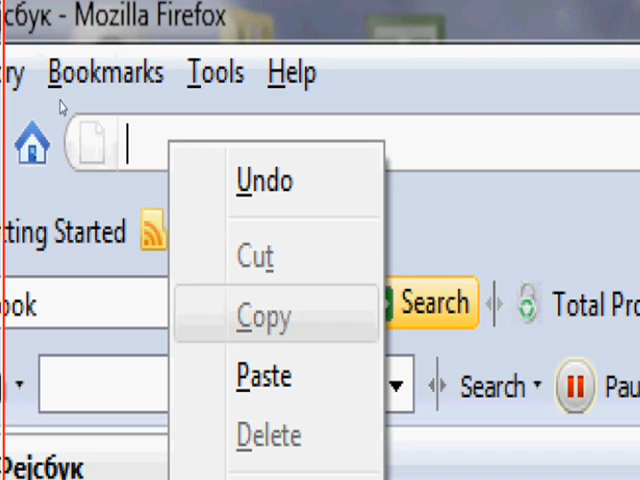 ејсбук - Mozilla Firefox
ry Bookmarks Tools Help
Undo
tting Started
Cut
ook
Copy
Search
Total Pro
Paste
Search
Pau
Delete
Фејсбук